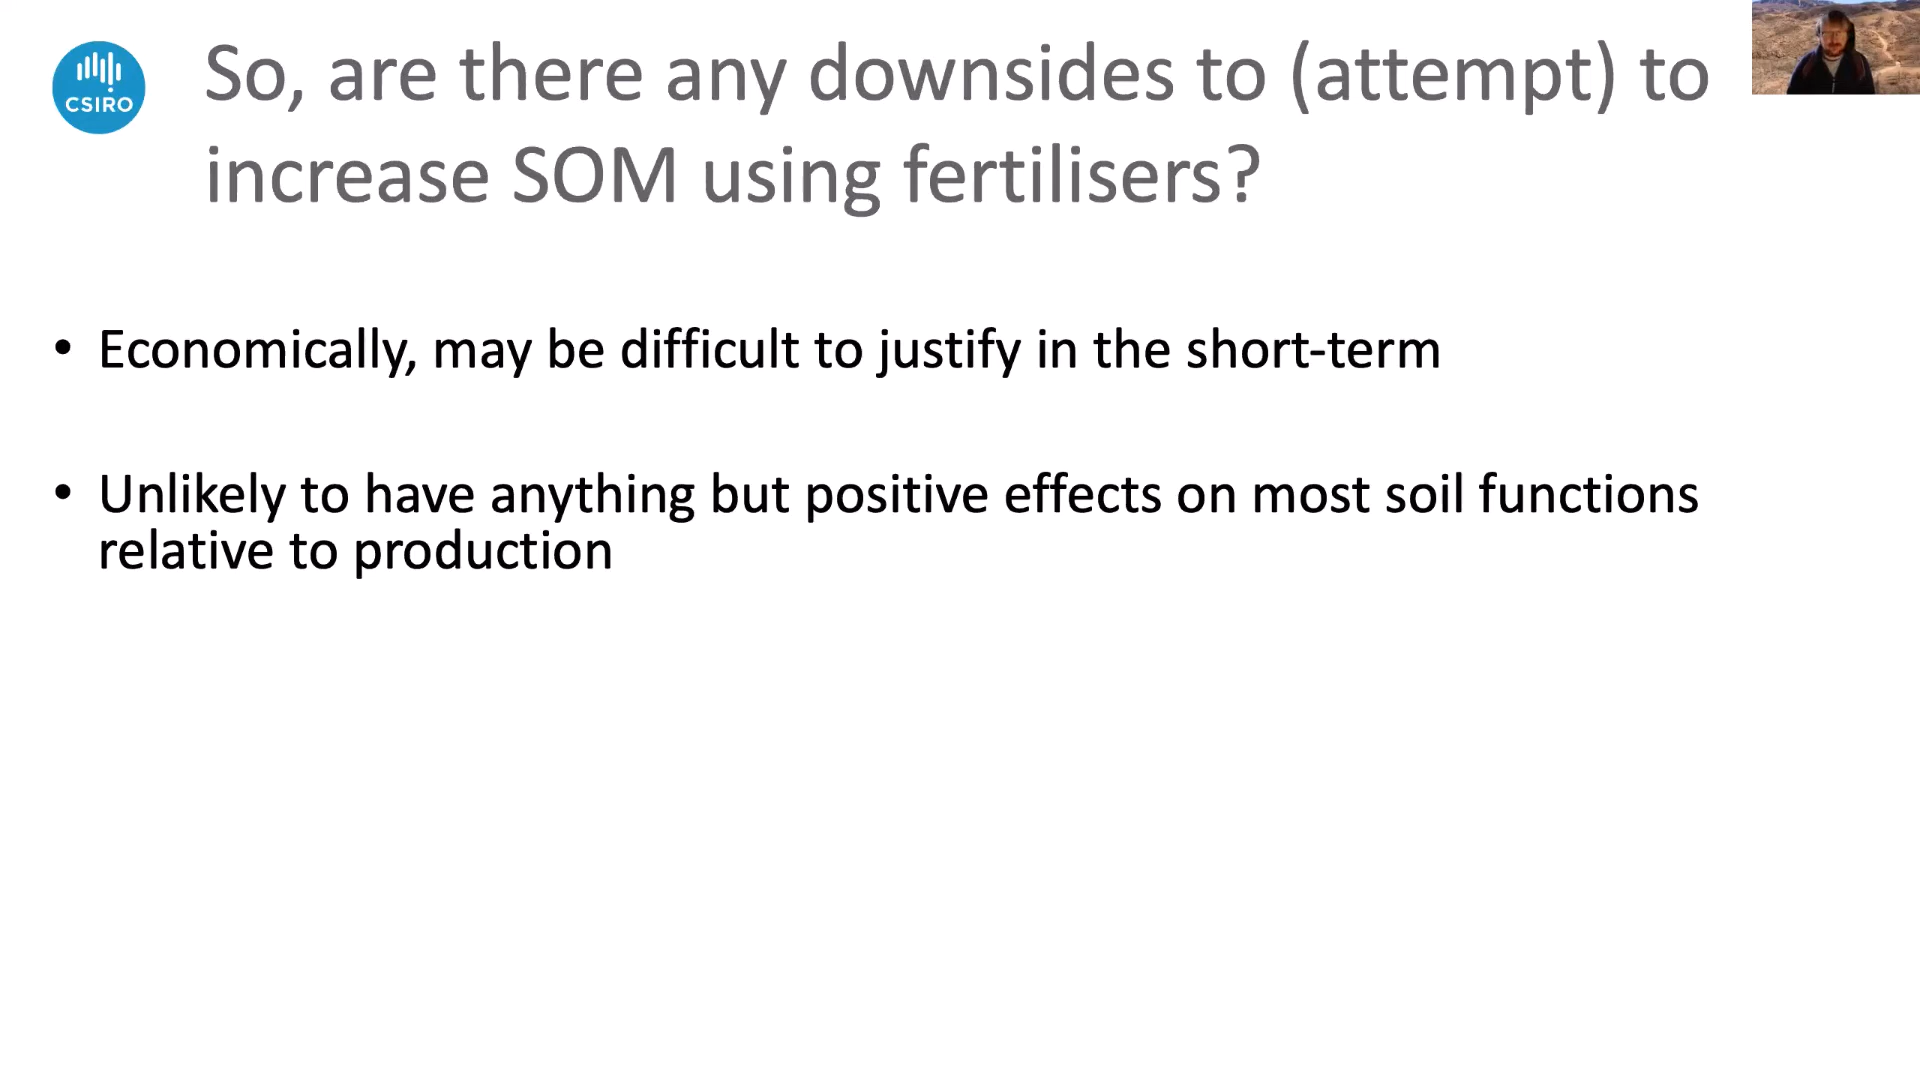 CSIRO
So, are there any downsides to (attempt) to
increase SOM using fertilisers?
• Economically, may be difficult to justify in the short-term
• Unlikely to have anything but positive effects on most soil functions
relative to production